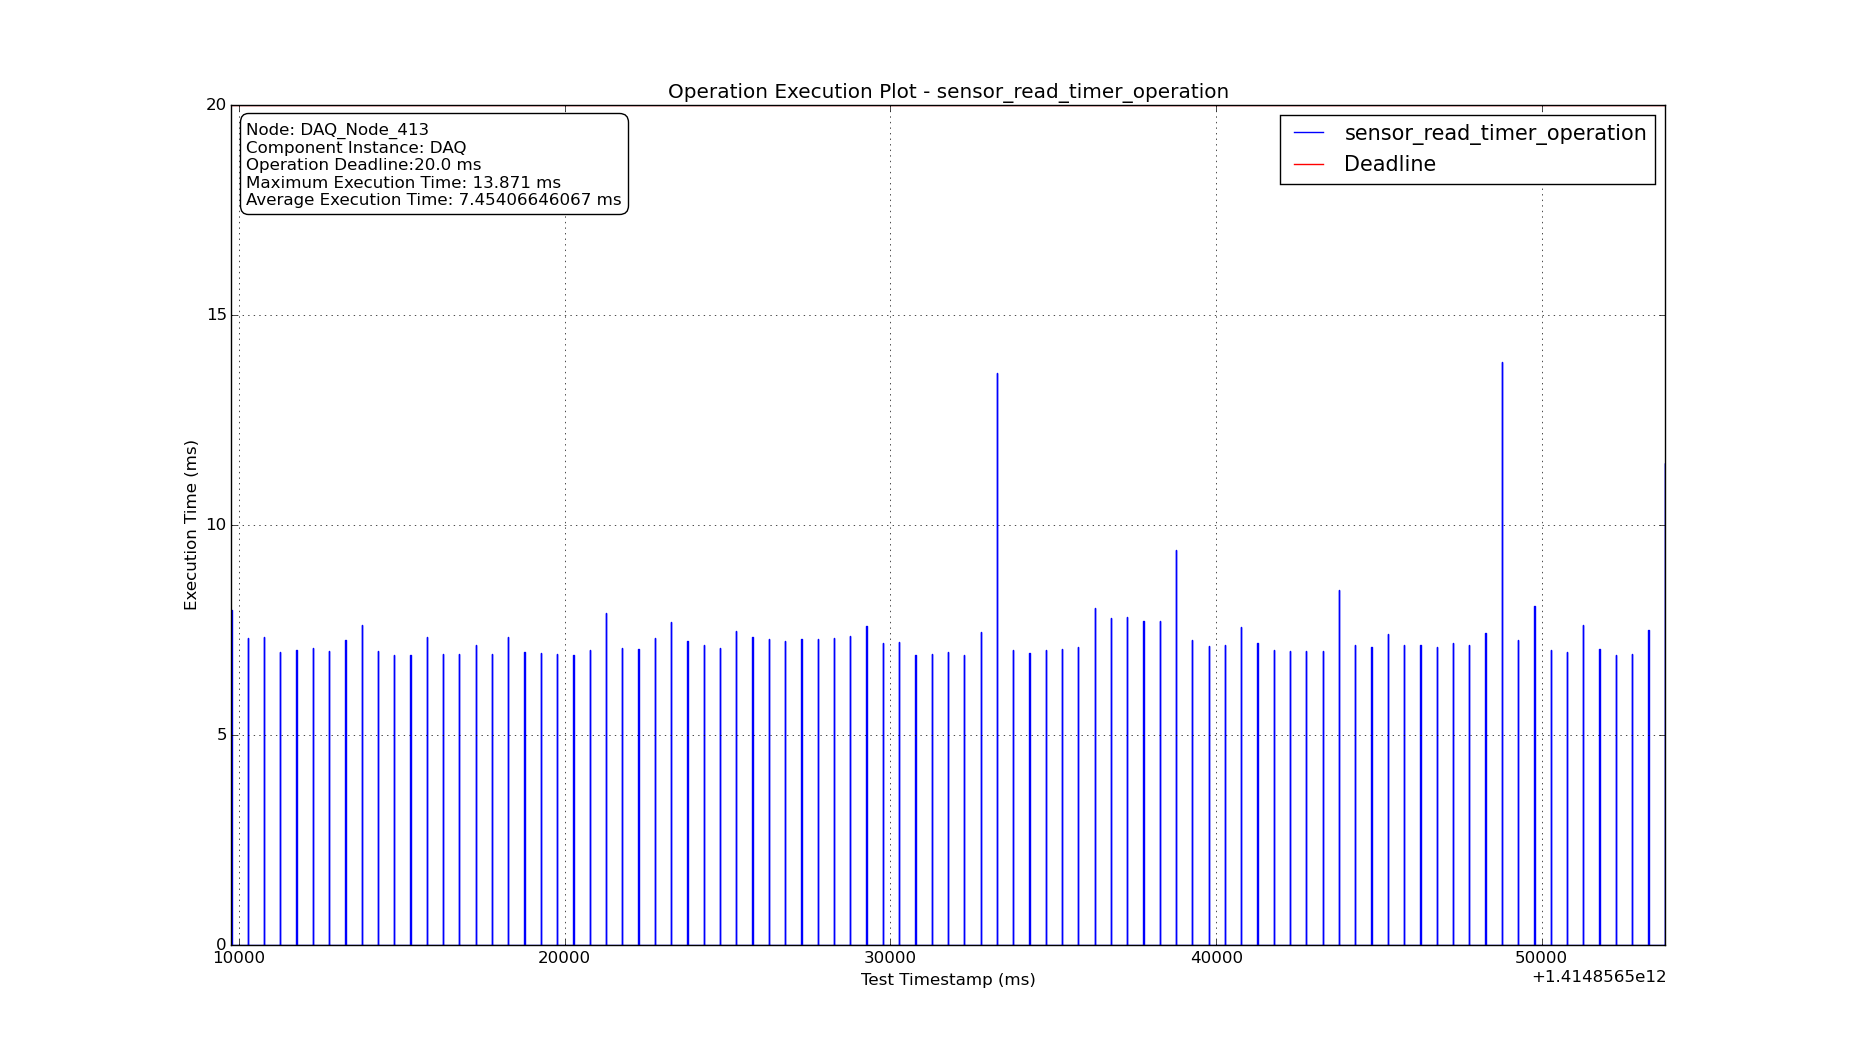 Operation Execution Plot - sensor_read_timer_operation
20
Node: DAQ_Node_413
Component Instance: DAQ
Operation Deadline:20.0 ms
Maximum Execution Time: 13.871 ms
Average Execution Time: 7.45406646067 ms
sensor_read_timer_operation
Deadline
15
10
5
0
Execution Time (ms)
10000 20000 30000 40000 50000
Test Timestamp (ms)
+1.4148565e12